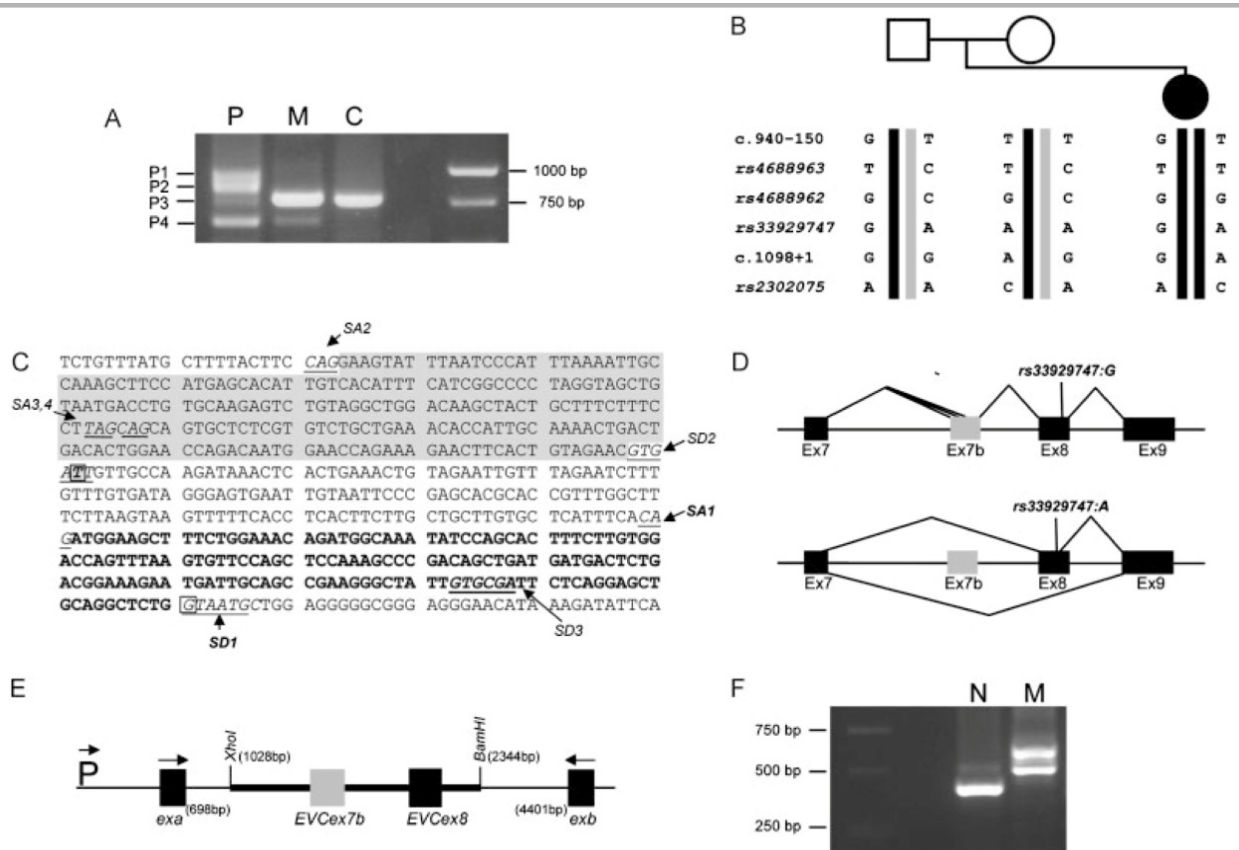 A
P M C
P1
P2
P3
P4
1000 bp
750 bp
B
c.940-150 G T T T G T
rs4688963 T C T C T T
rs4688962 G C G C G G
rs33929747 G A A A G A
c.1098+1 G G A G G A
rs2302075 A A C A A C
C
SA2
TCTGTTTATG CTTTTACTTC CAGGAAGTAT TTAATCCCAT TTAAAATTGC
CAAAGCTTCC ATGAGCACAT TGTCACATTT CATCGGCCCC TAGGTAGCTG
TAATGACCTG TGCAAGAGTC TGTAGGCTGG ACAAGCTACT GCTTTCTTTC
SA3,4
CTTAGCAGCA GTGCTCTCGT GTCTGCTGAA ACACCATTGC AAAACTGACT
GACACTGGAA CCAGACAATG GAACCAGAAA GAACTTCACT GTAGAACGTG
SD2
ATTGTTGCCA AGATAAACTC ACTGAAACTG TAGAATTGTT TAGAATCTTT
GTTTGTGATA GGGAGTGAAT TGTAATTCCC GAGCACGCAC CGTTTGGCTT
TCTTAAGTAA GTTTTTCACC TCACTTCTTG CTGCTTGTGC TCATTTCACA
SA1
GATGGAAGCT TTCTGGAAAC AGATGGCAAA TATCCAGCAC TTTCTTGTGG
ACCAGTTTAA GTGTTCCAGC TCCAAAGCCC GACAGCTGAT GATGACTCTG
ACGGAAAGAA TGATTGCAGC CGAAGGGCTA TTGTGCGATT CTCAGGAGCT
GCAGGCTCTG GTAATGCTGG AGGGGGCGGG AGGGAACATA AAGATATTCA
SD1
SD3
D
rs33929747:G
Ex7 Ex7b Ex8 Ex9
rs33929747:A
Ex7 Ex7b Ex8 Ex9
E
P
exa
(698bp)
XhoI
(1028bp)
EVCex7b
EVCex8
BamHI
(2344bp)
(4401bp)
exb
F
N M
750 bp
500 bp
250 bp